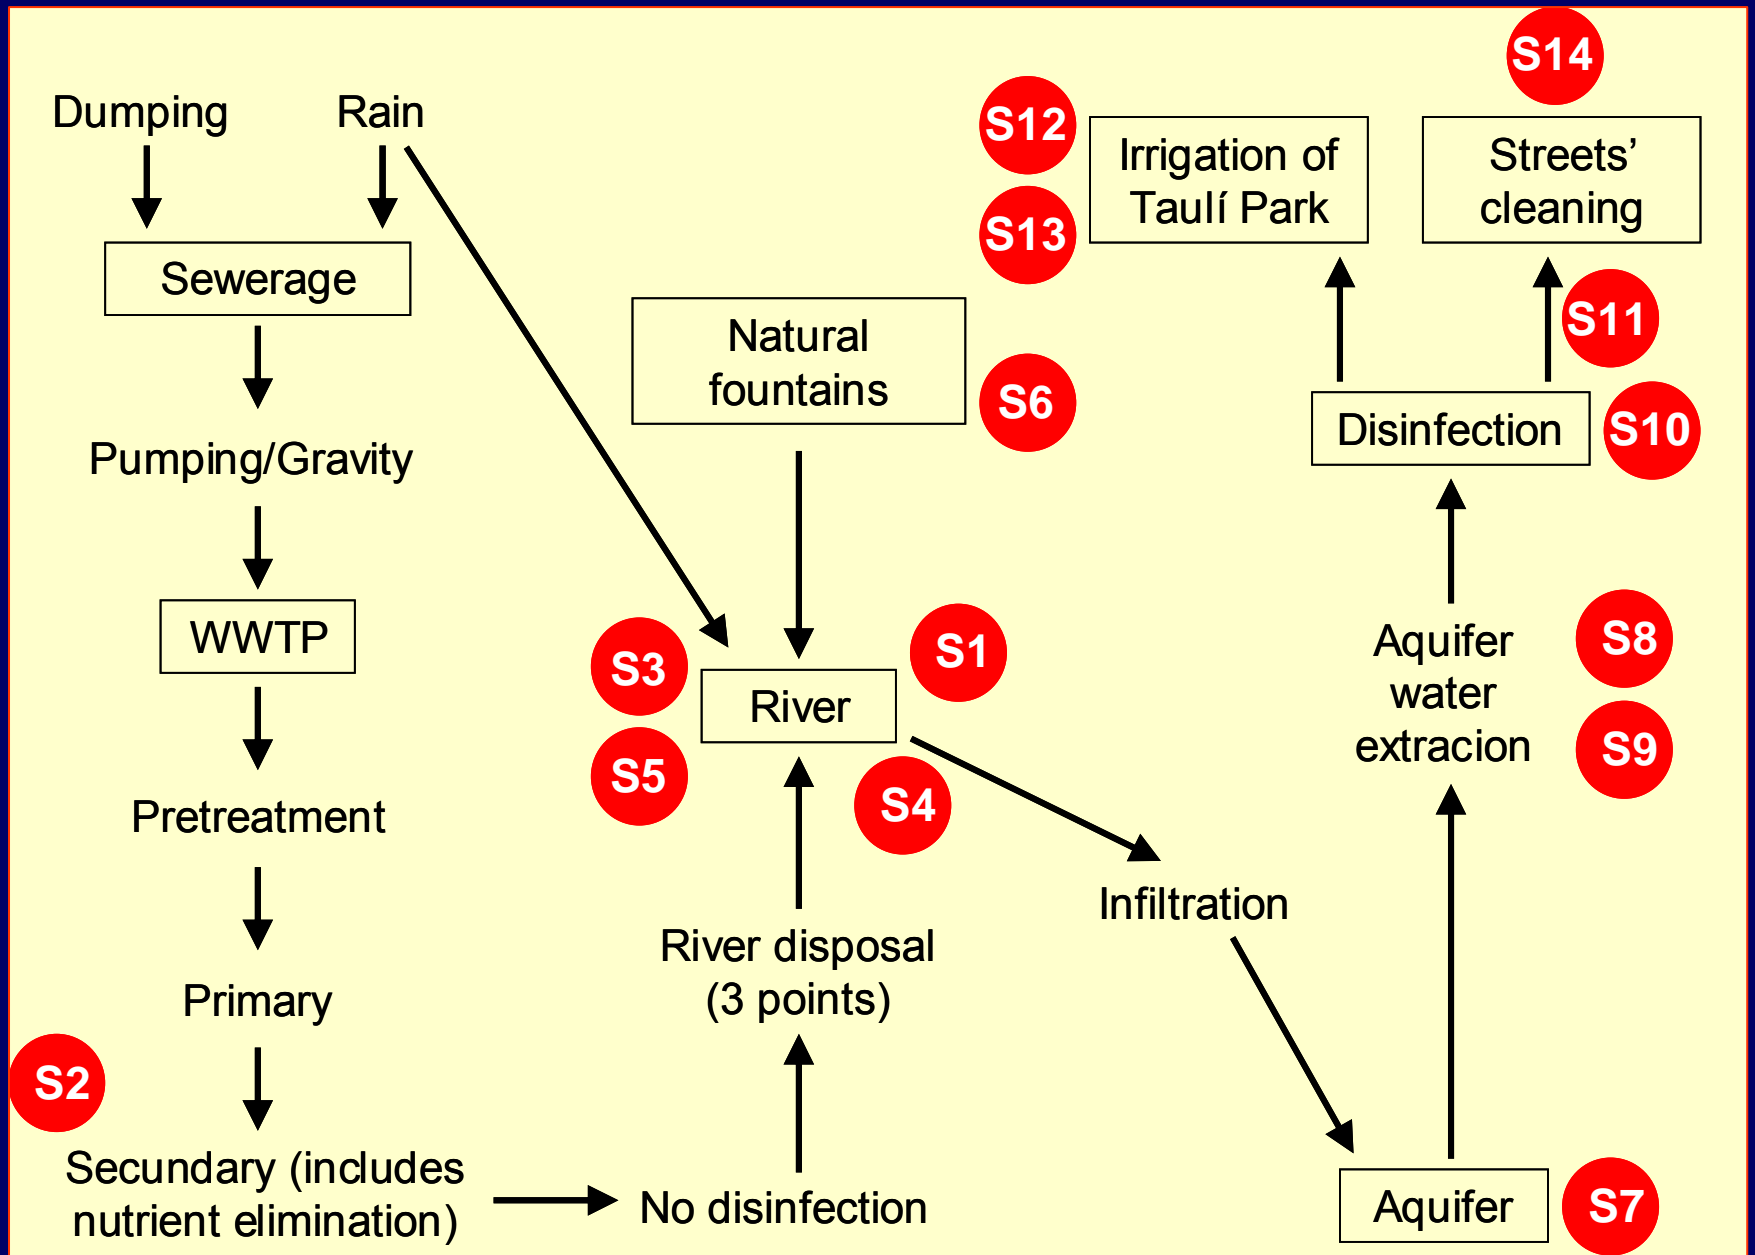 Dumping
Rain
Sewerage
Pumping/Gravity
WWTP
Pretreatment
Primary
S2
Secundary (includes
nutrient elimination)
No disinfection
River disposal
(3 points)
Natural
fountains
S6
S3
S1
River
S5
S4
Infiltration
Aquifer
S7
Aquifer
water
extracion
S8
S9
Disinfection
S10
S11
S12
S13
Irrigation of
Taulí Park
S14
Streets’
cleaning